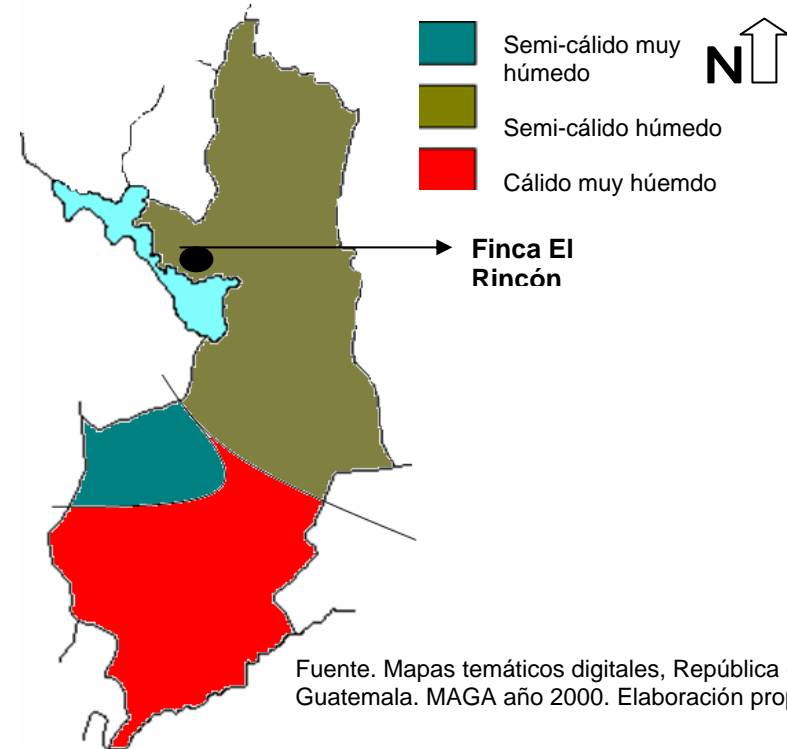 Semi-cálido muy
húmedo
N
Semi-cálido húmedo
Cálido muy húemdo
Finca El
Rincón
Fuente. Mapas temáticos digitales, República
Guatemala. MAGA año 2000. Elaboración